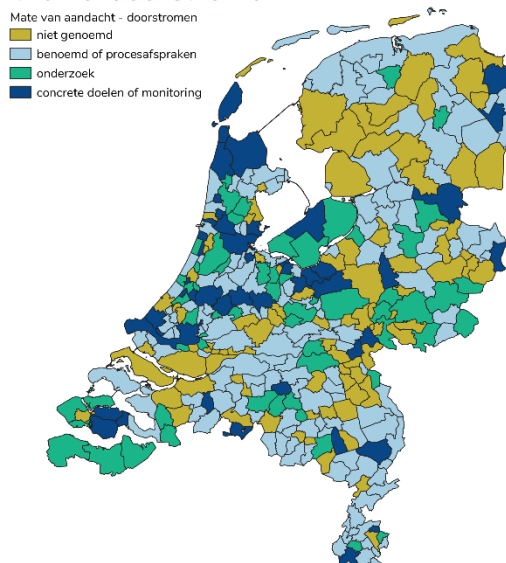 Mate van aandacht - doorstromen
niet genoemd
benoemd of procesafspraken
onderzoek
concrete doelen of monitoring